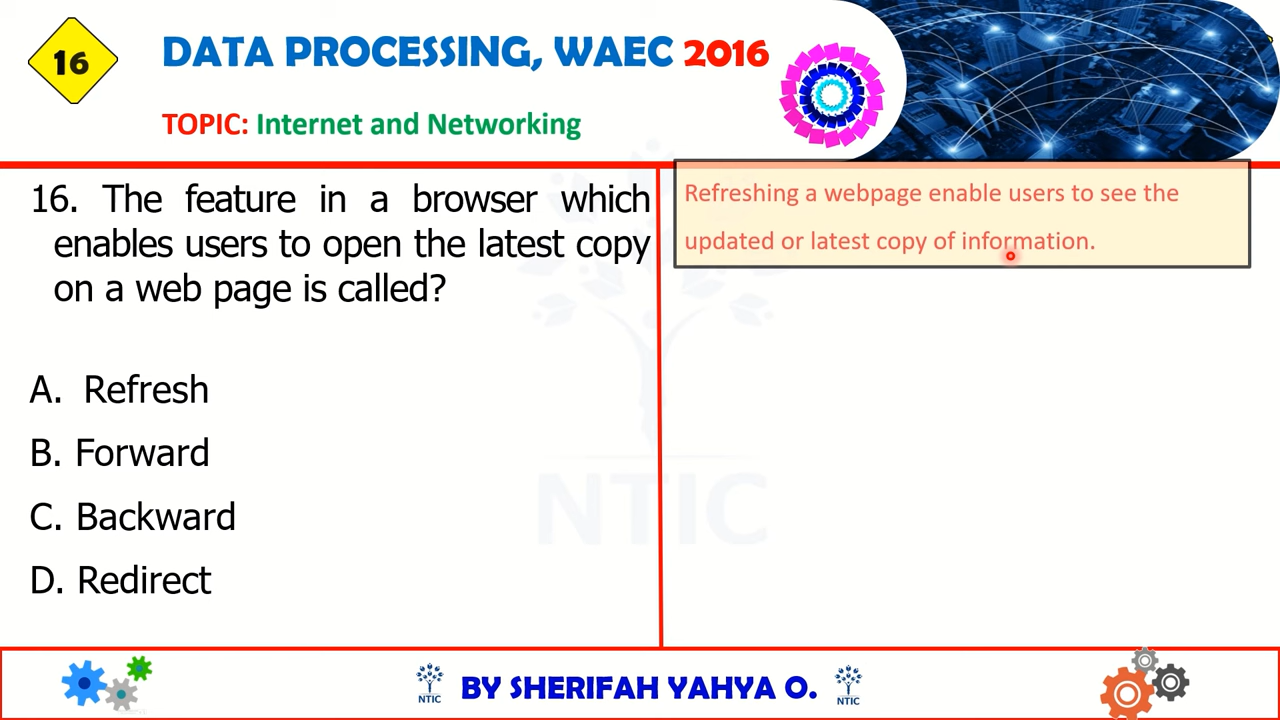 16
DATA PROCESSING, WAEC 2016
TOPIC: Internet and Networking
16. The feature in a browser which
enables users to open the latest copy
on a web page is called?
A. Refresh
B. Forward
C. Backward
D. Redirect
Refreshing a webpage enable users to see the
updated or latest copy of information.
NTIC
NTIC
BY SHERIFAH YAHYA O.
NTIC